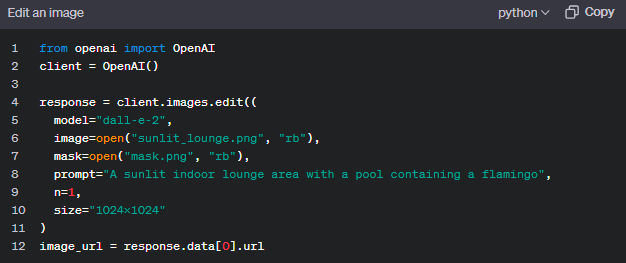 Edit an image
python Copy
1 from openai import OpenAI
2 client = OpenAI()
3
4 response = client.images.edit((
5   model="dall-e-2",
6   image=open("sunlit_lounge.png", "rb"),
7   mask=open("mask.png", "rb"),
8   prompt="A sunlit indoor lounge area with a pool containing a flamingo",
9   n=1,
10   size="1024x1024"
11 )
12 image_url = response.data[0].url